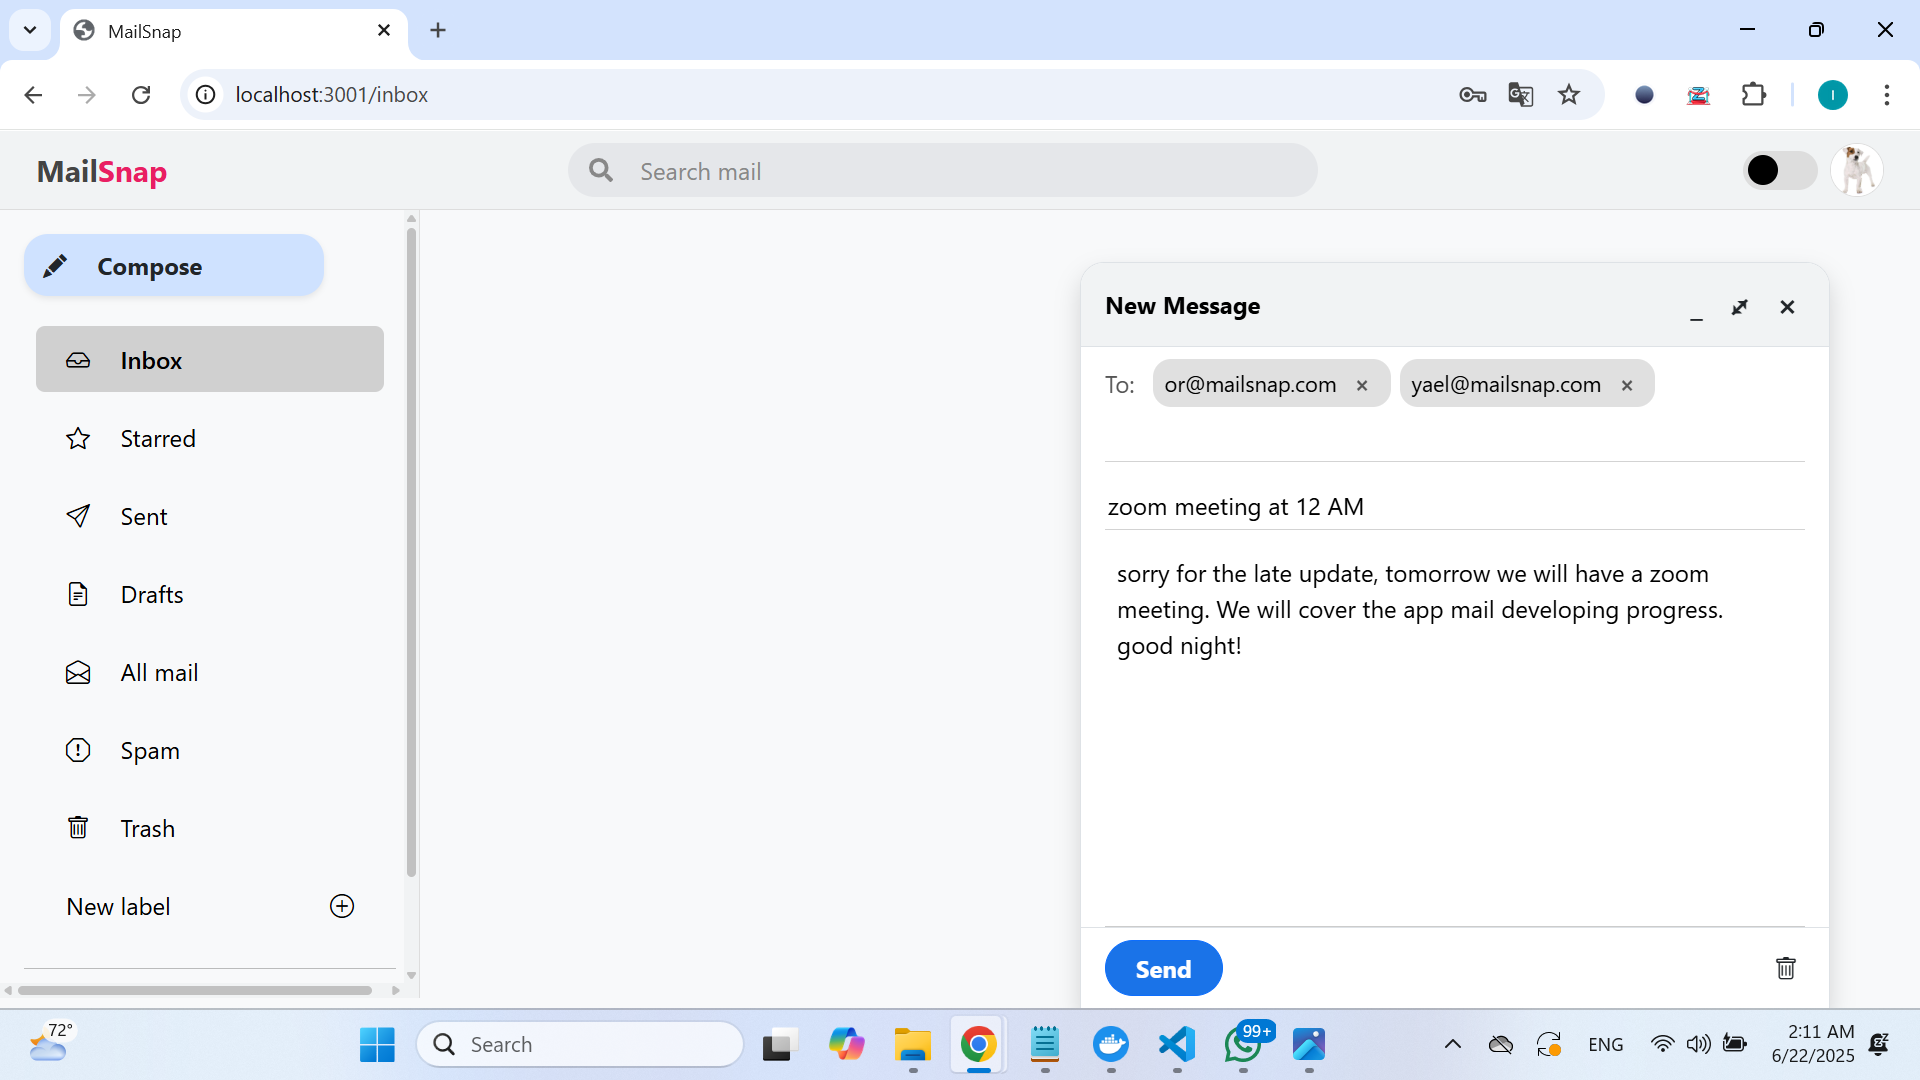 MailSnap
localhost:3001/inbox
I
MailSnap
Search mail
Compose
Inbox
Starred
Sent
Drafts
All mail
Spam
Trash
New label
New Message
To: or@mailsnap.com × yael@mailsnap.com ×
zoom meeting at 12 AM
sorry for the late update, tomorrow we will have a zoom
meeting. We will cover the app mail developing progress.
good night!
Send
72°
Search
99+
ENG
2:11 AM
6/22/2025